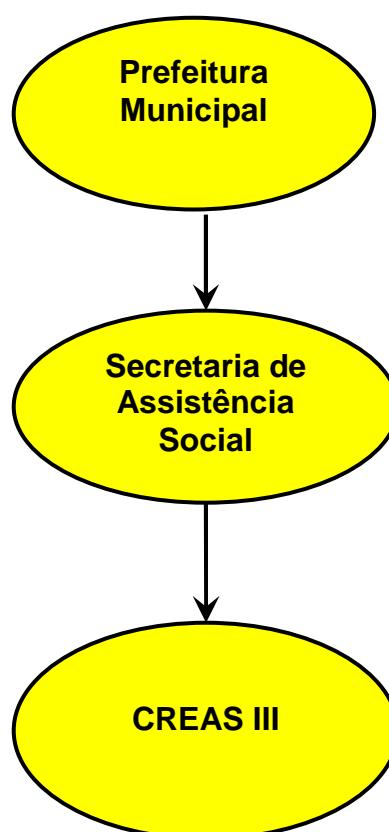 Prefeitura
Municipal
Secretaria de
Assistência
Social
CREAS III